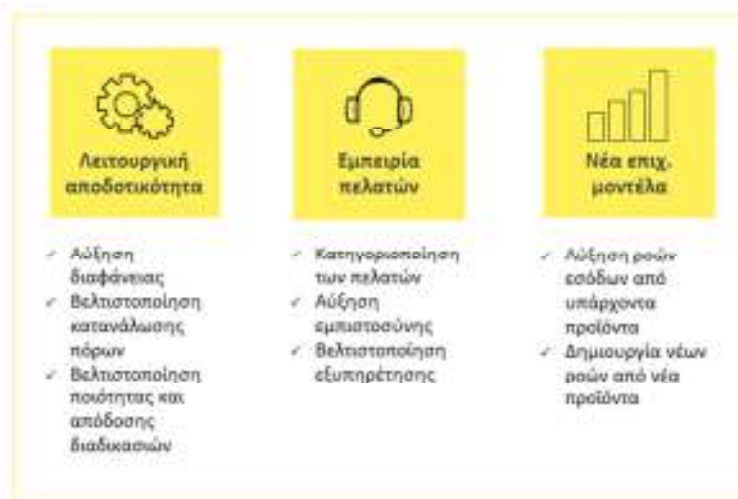 Λειτουργική
αποδοτικότητα
✓ Αύξηση
διαφάνειας
✓ Βελτιστοποίηση
κατανάλωσης
πόρων
✓ Βελτιστοποίηση
ποιότητας και
απόδοσης
διαδικασιών
Εμπειρία
πελατών
✓ Κατηγοριοποίηση
των πελατών
✓ Αύξηση
εμπιστοσύνης
✓ Βελτιστοποίηση
εξυπηρέτησης
Νέα επιχ.
μοντέλα
✓ Αύξηση ροών
εσόδων από
υπάρχοντα
προϊόντα
✓ Δημιουργία νέων
ροών από νέα
προϊόντα